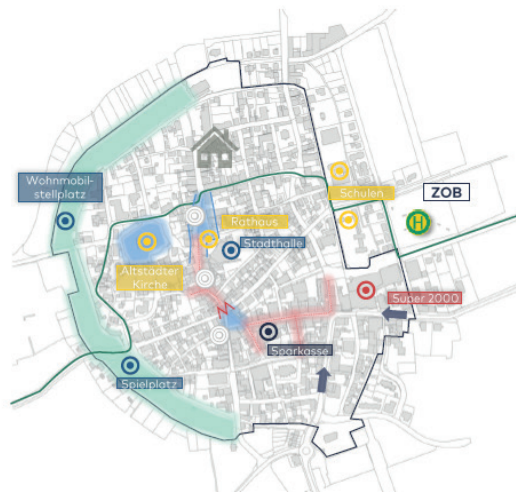 Wohnmobil-
stellplatz
Schulen
ZOB
H
Rathaus
Stadthalle
Altstädter
Kirche
Super 2000
Sparkasse
Spielplatz